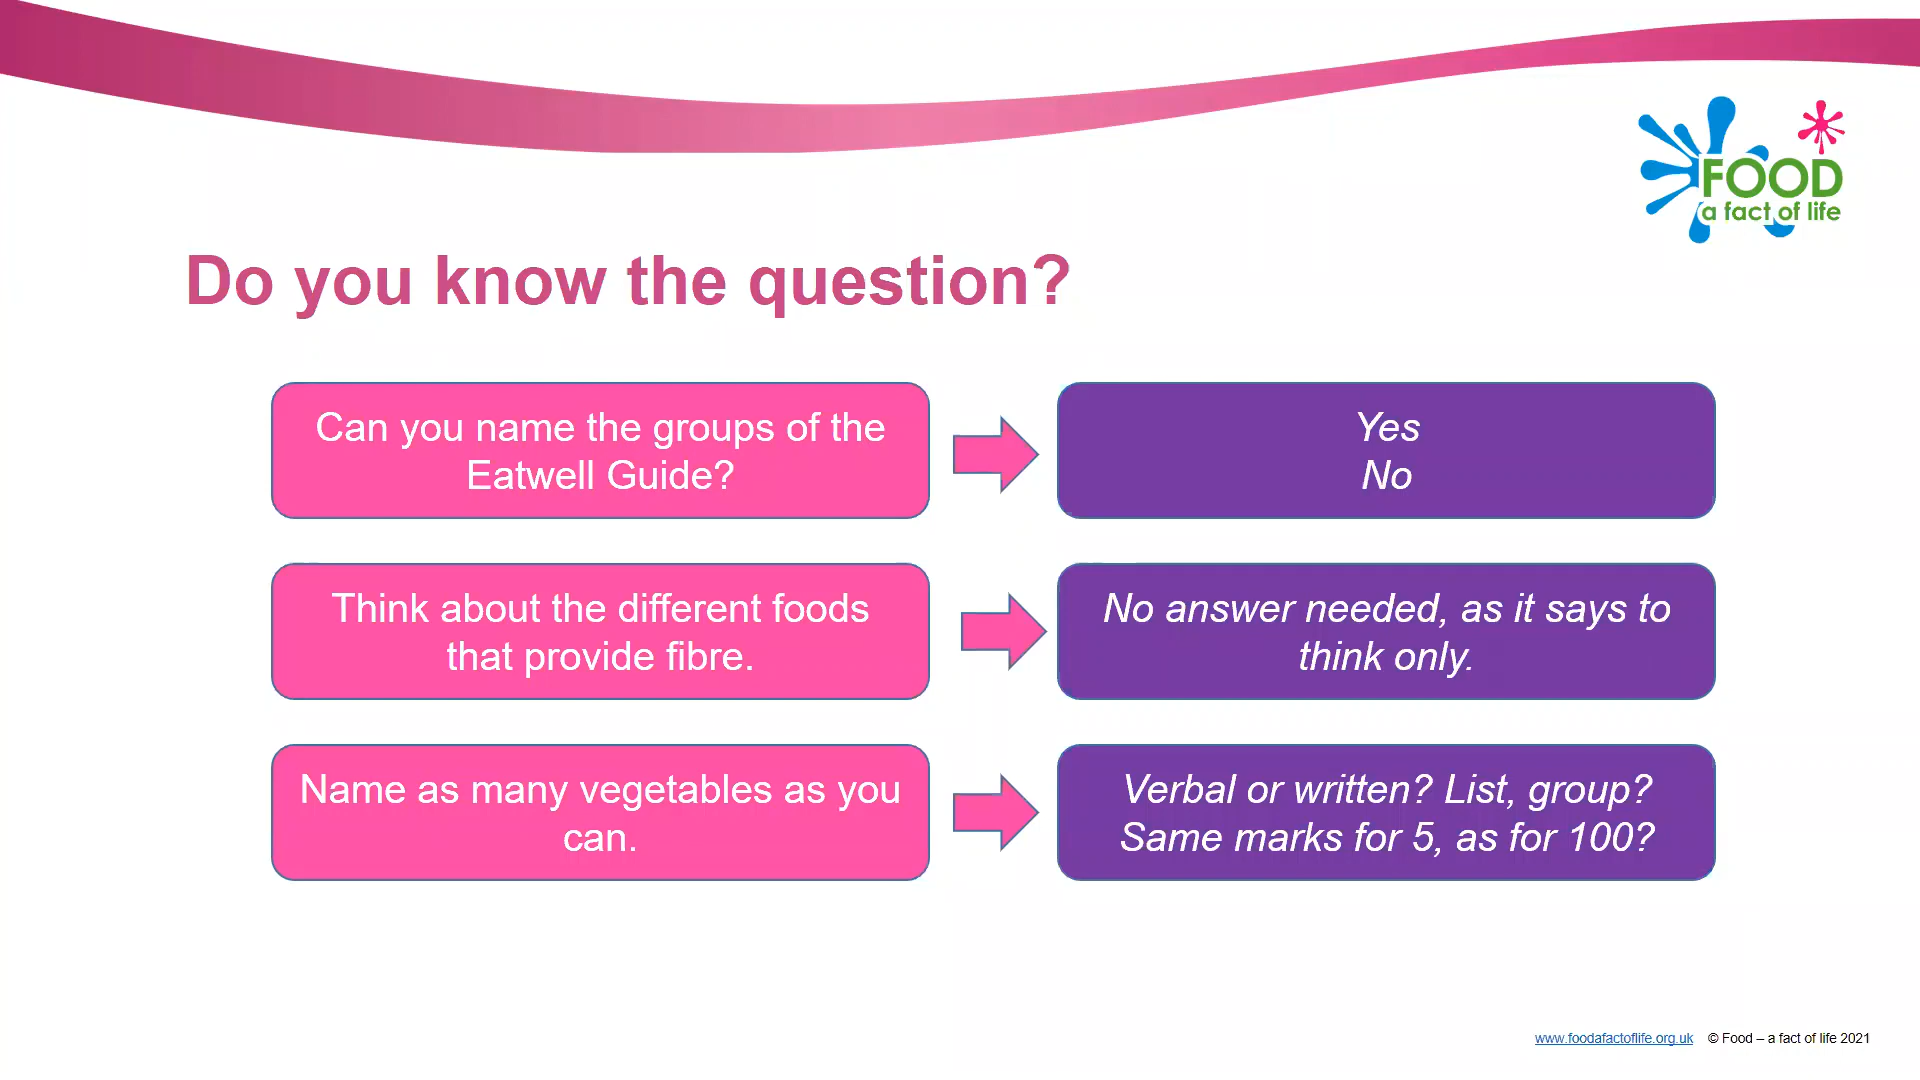 FOOD
a fact of life
Do you know the question?
Can you name the groups of the
Eatwell Guide?
Yes
No
Think about the different foods
that provide fibre.
No answer needed, as it says to
think only.
Name as many vegetables as you
can.
Verbal or written? List, group?
Same marks for 5, as for 100?
www.foodafactoflife.org.uk © Food – a fact of life 2021